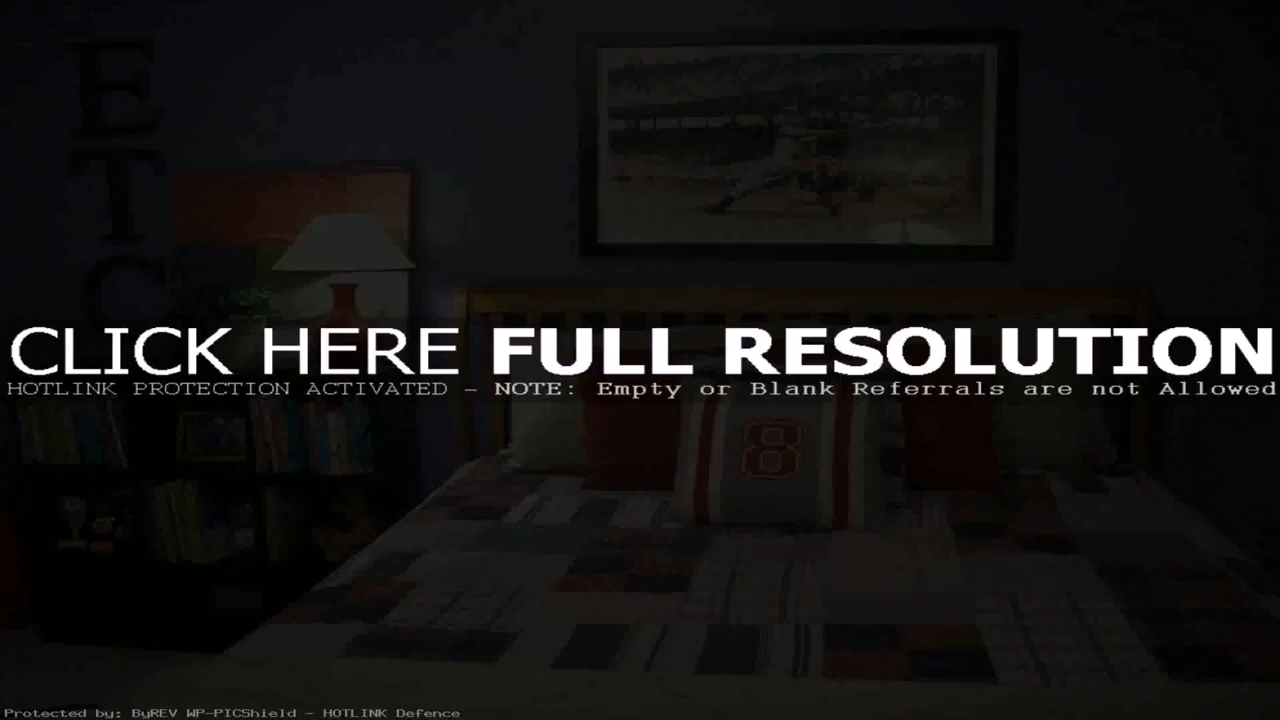 E
T
C
CLICK HERE FULL RESOLUTION
HOTLINK PROTECTION ACTIVATED - NOTE: Empty or Blank Referrals are not Allowed
8
Protected by: ByREV WP-PICShield - HOTLINK Defence